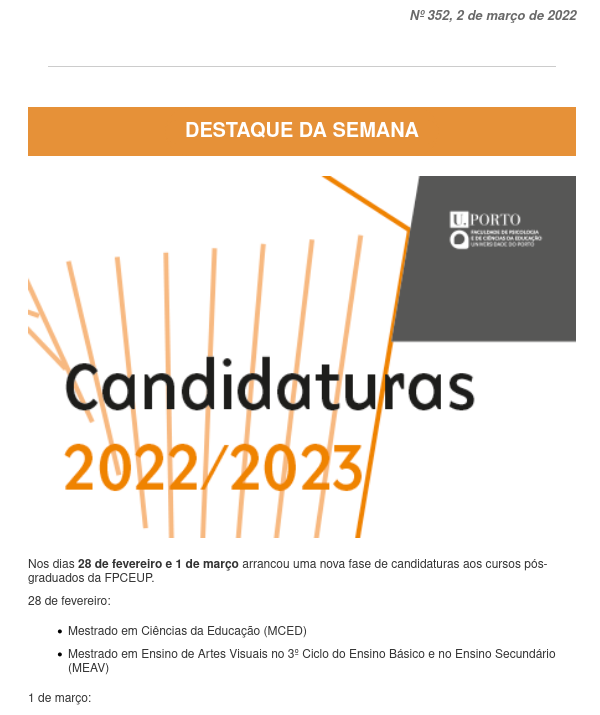 Nº 352, 2 de março de 2022
DESTAQUE DA SEMANA
U. PORTO
FACULDADE DE PSICOLOGIA
E DE CIÊNCIAS DA EDUCAÇÃO
UNIVERSIDADE DO PORTO
Candidaturas
2022/2023
Nos dias 28 de fevereiro e 1 de março arrancou uma nova fase de candidaturas aos cursos pós-
graduados da FPCEUP.
28 de fevereiro:
• Mestrado em Ciências da Educação (MCED)
• Mestrado em Ensino de Artes Visuais no 3º Ciclo do Ensino Básico e no Ensino Secundário
(MEAV)
1 de março: